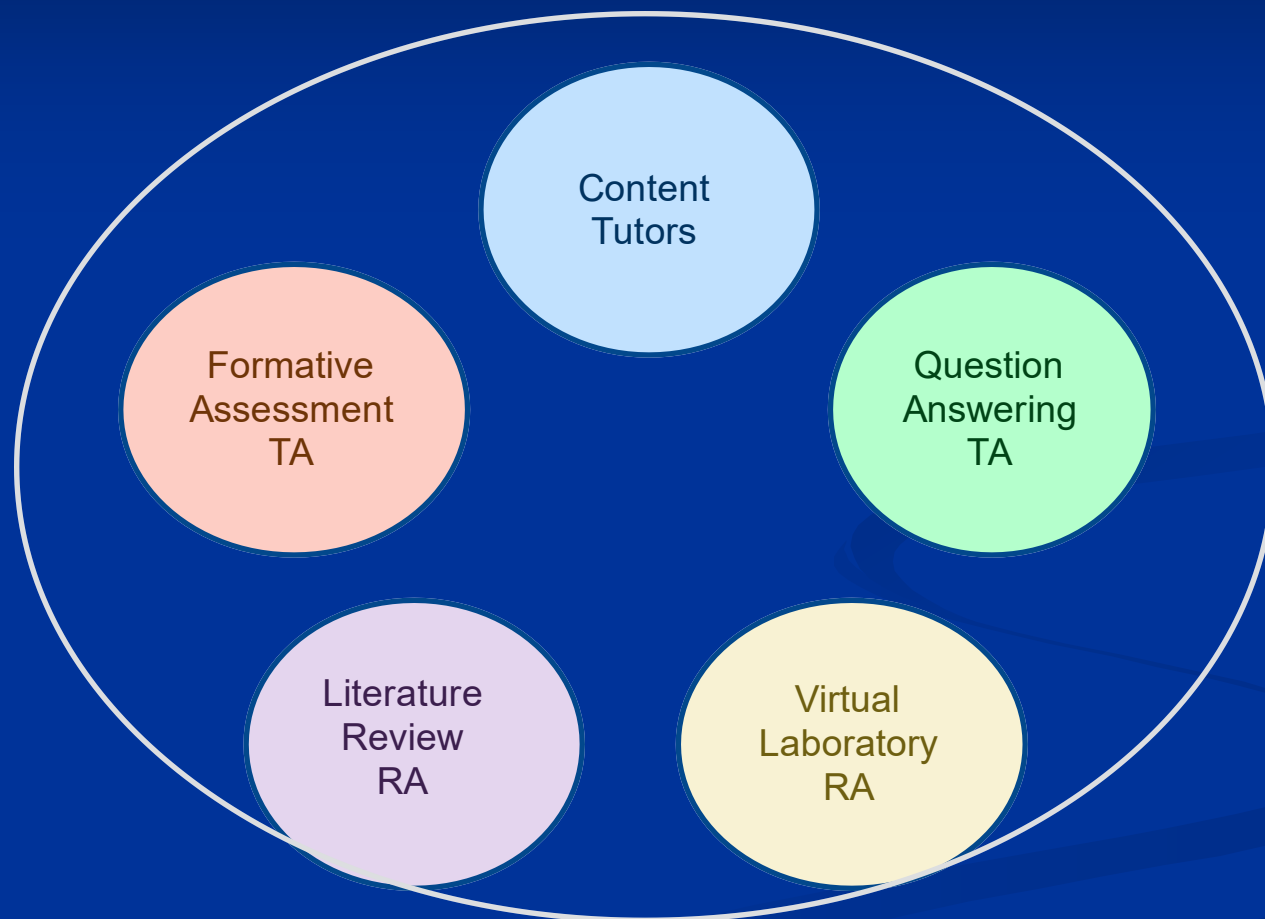 Content
Tutors
Formative
Assessment
TA
Question
Answering
TA
Literature
Review
RA
Virtual
Laboratory
RA